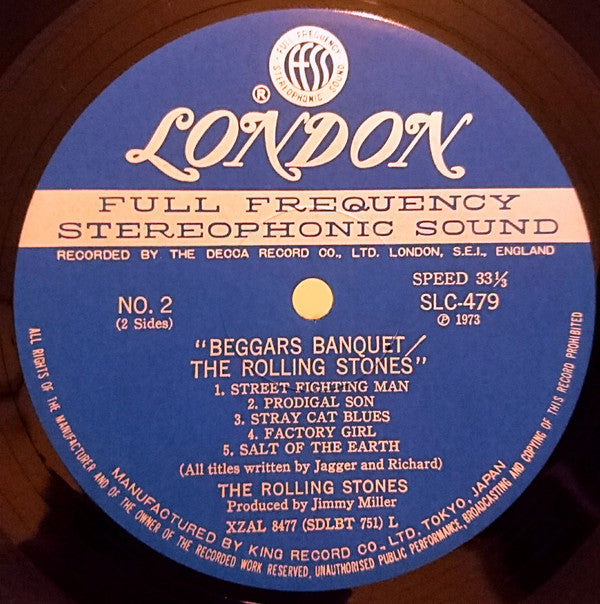 FULL FREQUENCY
ffss
STEREOPHONIC SOUND
®
LONDON
FULL FREQUENCY
STEREOPHONIC SOUND
RECORDED BY THE DECCA RECORD CO., LTD. LONDON, S.E.I., ENGLAND
SPEED 33⅓
NO. 2
SLC-479
(2 Sides)
℗ 1973
"BEGGARS BANQUET/
THE ROLLING STONES"
1. STREET FIGHTING MAN
2. PRODIGAL SON
3. STRAY CAT BLUES
4. FACTORY GIRL
5. SALT OF THE EARTH
(All titles written by Jagger and Richard)
THE ROLLING STONES
Produced by Jimmy Miller
XZAL 8477 (SDLBT 751) L
MANUFACTURED BY KING RECORD CO., LTD, TOKYO, JAPAN
ALL RIGHTS OF THE MANUFACTURER AND OF THE OWNER OF THE RECORDED WORK RESERVED, UNAUTHORISED PUBLIC PERFORMANCE, BROADCASTING AND COPYING OF THIS RECORD PROHIBITED